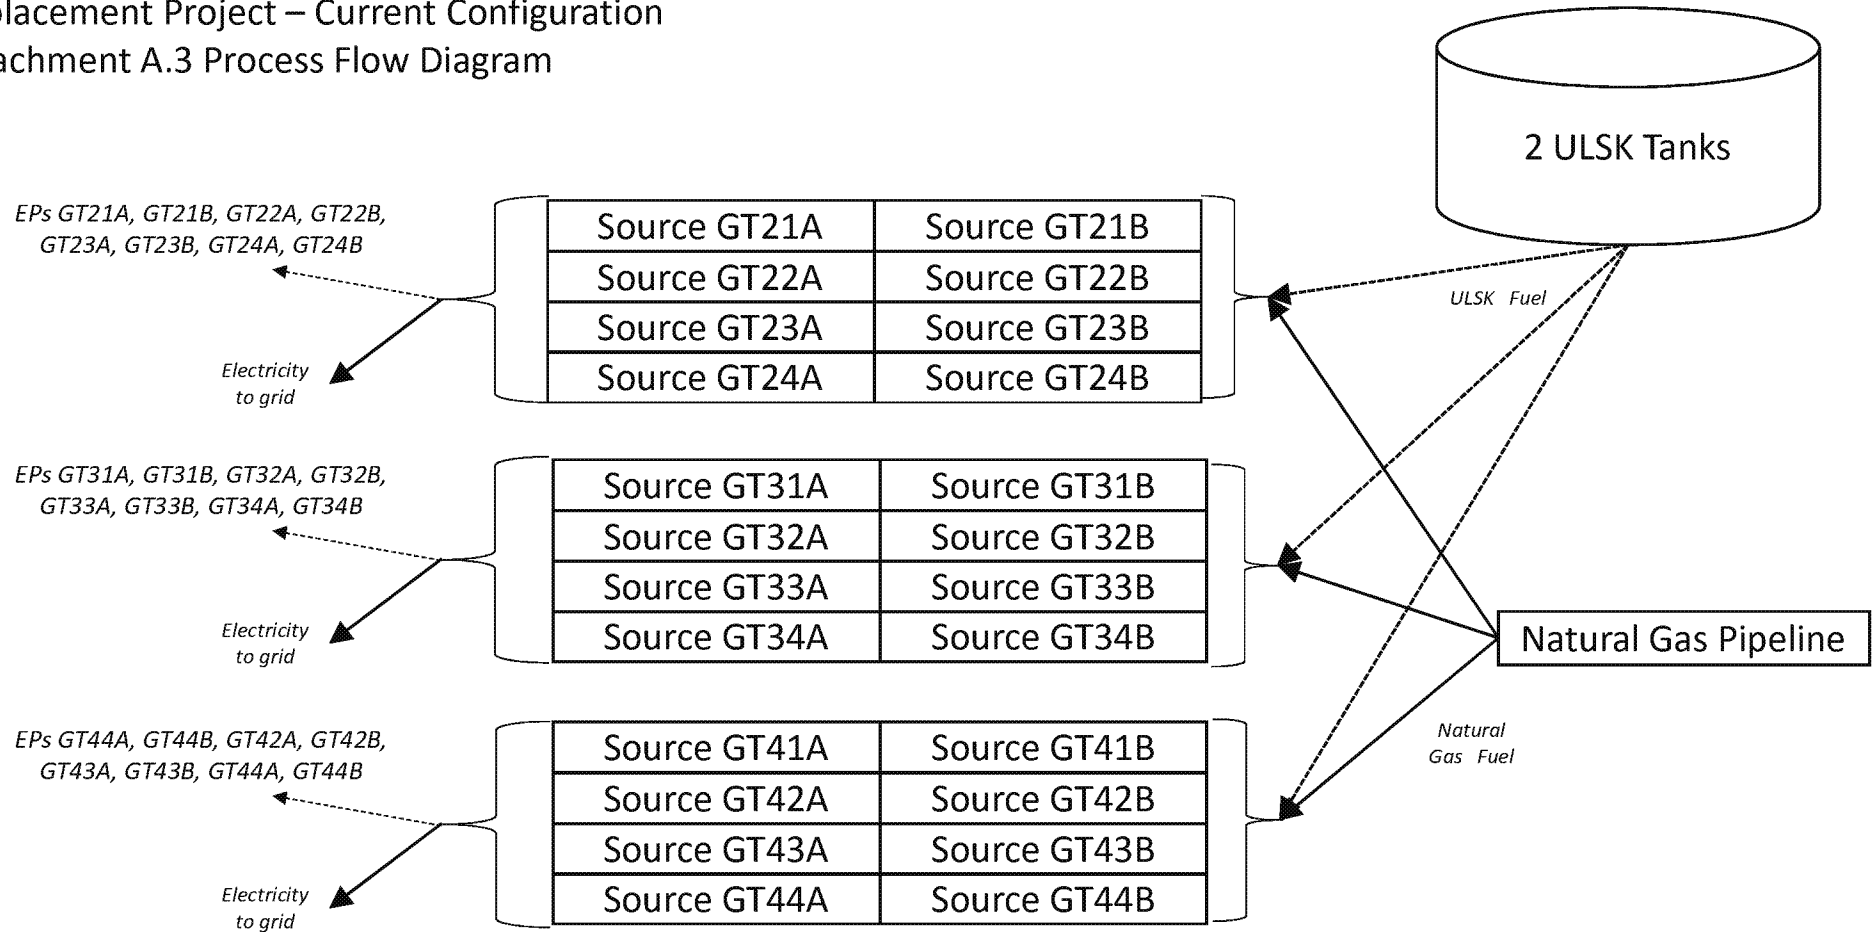 placement Project – Current Configuration
achment A.3 Process Flow Diagram
2 ULSK Tanks
EPs GT21A, GT21B, GT22A, GT22B,
GT23A, GT23B, GT24A, GT24B
Source GT21A Source GT21B
Source GT22A Source GT22B
Source GT23A Source GT23B
Source GT24A Source GT24B
ULSK Fuel
Electricity
to grid
EPs GT31A, GT31B, GT32A, GT32B,
GT33A, GT33B, GT34A, GT34B
Source GT31A Source GT31B
Source GT32A Source GT32B
Source GT33A Source GT33B
Source GT34A Source GT34B
Electricity
to grid
Natural Gas Pipeline
EPs GT44A, GT44B, GT42A, GT42B,
GT43A, GT43B, GT44A, GT44B
Source GT41A Source GT41B
Source GT42A Source GT42B
Source GT43A Source GT43B
Source GT44A Source GT44B
Natural
Gas Fuel
Electricity
to grid